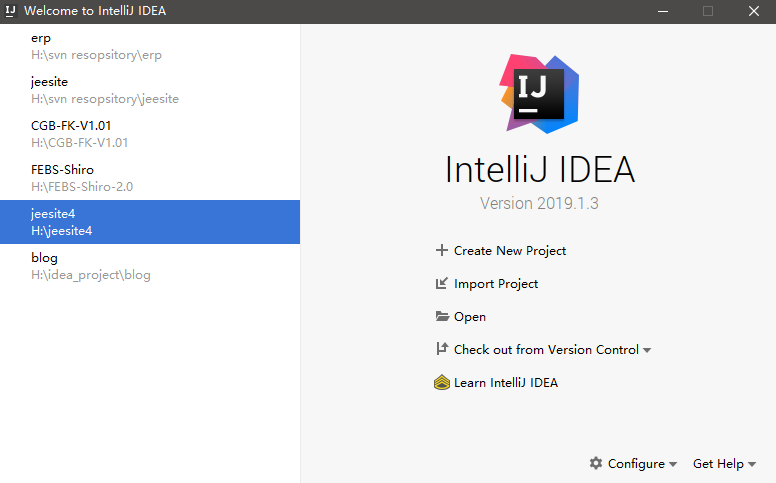 IJ Welcome to IntelliJ IDEA
erp
H:\svn resopsitory\erp
jeesite
H:\svn resopsitory\jeesite
CGB-FK-V1.01
H:\CGB-FK-V1.01
FEBS-Shiro
H:\FEBS-Shiro-2.0
jeesite4
H:\jeesite4
blog
H:\idea_project\blog
IJ
IntelliJ IDEA
Version 2019.1.3
Create New Project
Import Project
Open
Check out from Version Control
Learn IntelliJ IDEA
Configure
Get Help